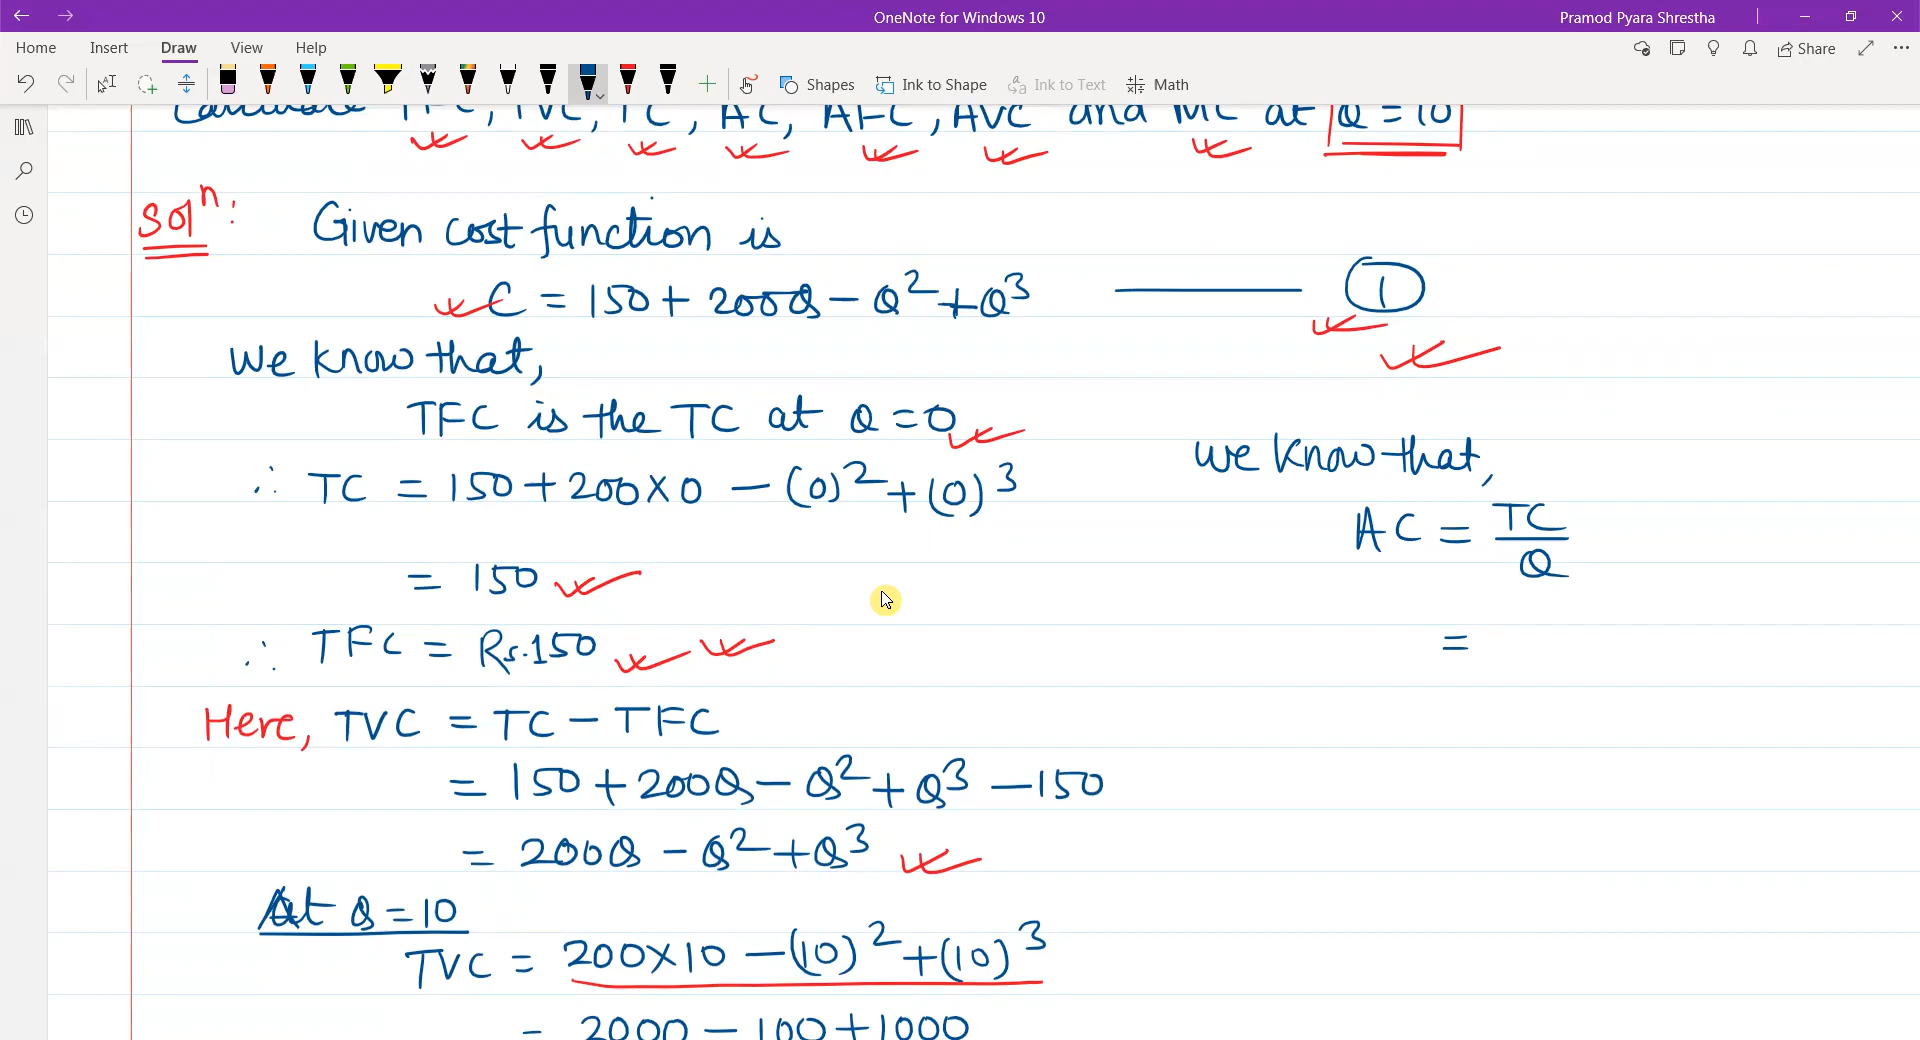 OneNote for Windows 10
Pramod Pyara Shrestha
Home Insert Draw View Help
Share
Shapes Ink to Shape Ink to Text Math
Calculate TFC, TVC, TC, AC, AFC, AVC and MC at Q = 10
Solⁿ: Given cost function is
C = 150 + 200Q - Q² + Q³ ——— 1
We know that,
TFC is the TC at Q = 0
∴ TC = 150 + 200 × 0 - (0)² + (0)³
= 150
∴ TFC = Rs. 150
Here, TVC = TC - TFC
= 150 + 200Q - Q² + Q³ - 150
= 200Q - Q² + Q³
At Q = 10
TVC = 200 × 10 - (10)² + (10)³
= 2000 - 100 + 1000
We know that,
AC = TC/Q
=